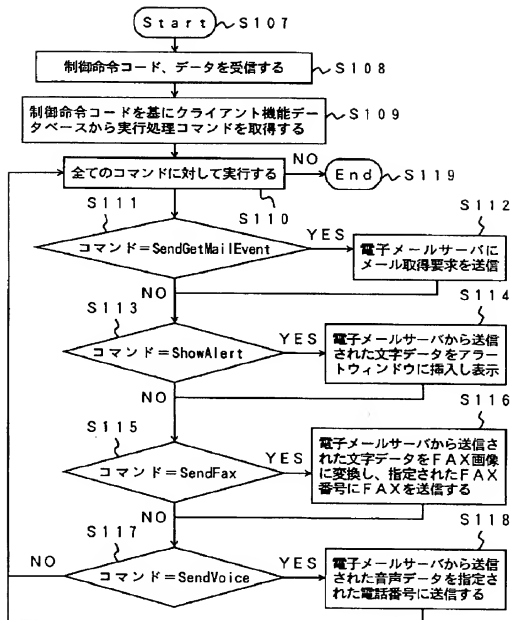 Start
S107
制御命令コード、データを受信する
S108
制御命令コードを基にクライアント機能デー
タベースから実行処理コマンドを取得する
S109
全てのコマンドに対して実行する
NO
End
S119
S110
S111
コマンド=SendGetMailEvent
YES
S112
電子メールサーバに
メール取得要求を送信
NO
S113
コマンド=ShowAlert
YES
S114
電子メールサーバから送信
された文字データをアラー
トウィンドウに挿入し表示
NO
S115
コマンド=SendFax
YES
S116
電子メールサーバから送信さ
れた文字データをFAX画像
に変換し、指定されたFAX
番号にFAXを送信する
NO
S117
NO
コマンド=SendVoice
YES
S118
電子メールサーバから送信
された音声データを指定さ
れた電話番号に送信する